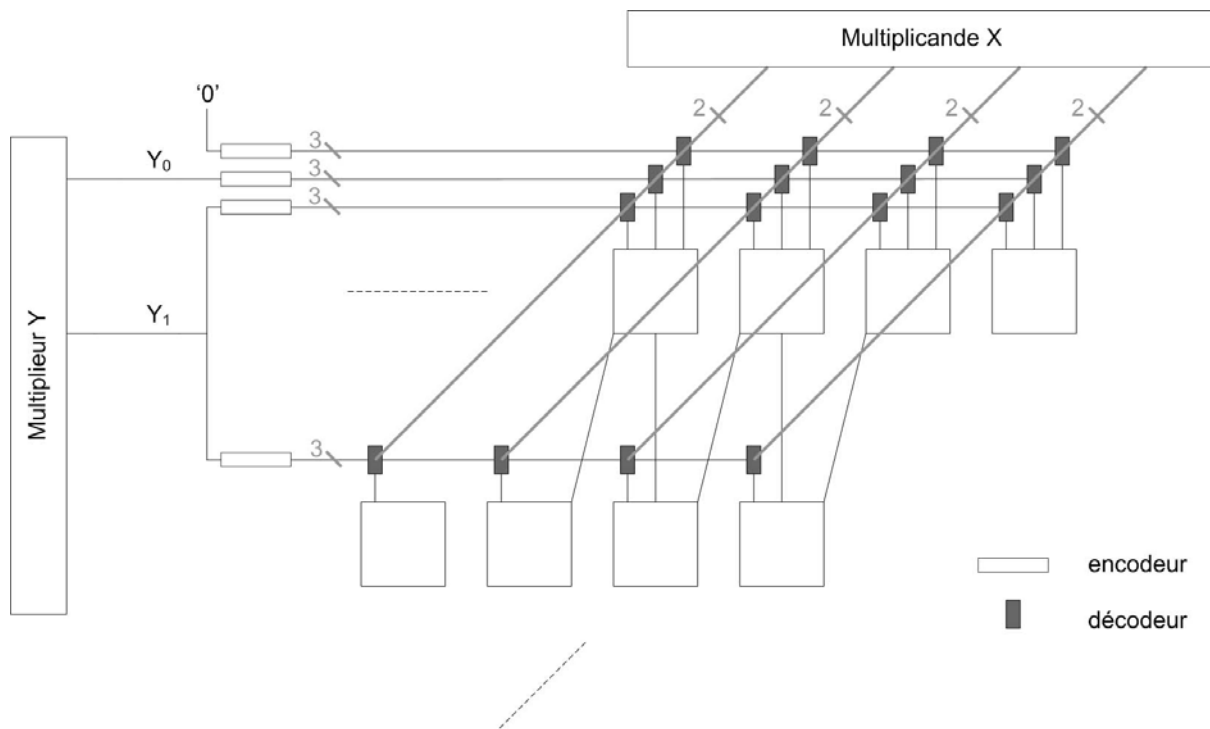 Multiplicande X
‘0’
2 2 2 2
3
Y0
3
3
Multiplieur Y
Y1
3
encodeur
décodeur